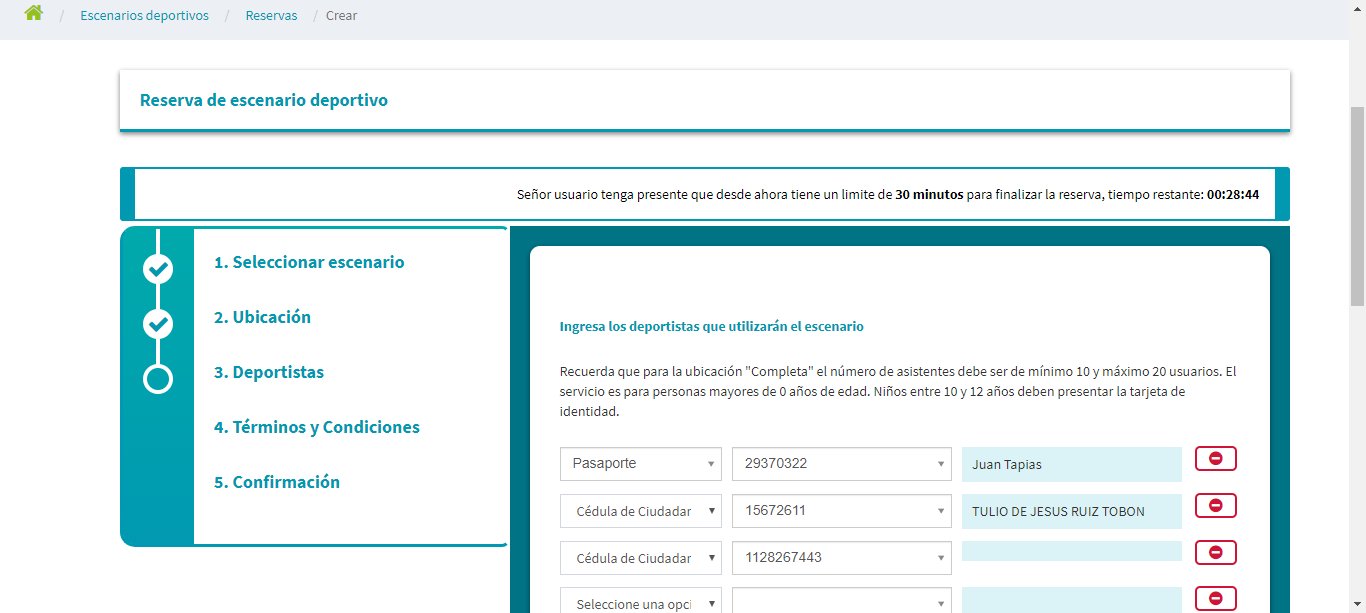 / Escenarios deportivos / Reservas / Crear
Reserva de escenario deportivo
Señor usuario tenga presente que desde ahora tiene un limite de 30 minutos para finalizar la reserva, tiempo restante: 00:28:44
1. Seleccionar escenario
2. Ubicación
3. Deportistas
4. Términos y Condiciones
5. Confirmación
Ingresa los deportistas que utilizarán el escenario
Recuerda que para la ubicación "Completa" el número de asistentes debe ser de mínimo 10 y máximo 20 usuarios. El
servicio es para personas mayores de 0 años de edad. Niños entre 10 y 12 años deben presentar la tarjeta de
identidad.
Pasaporte 29370322 Juan Tapias
Cédula de Ciudadar 15672611 TULIO DE JESUS RUIZ TOBON
Cédula de Ciudadar 1128267443
Seleccione una opci